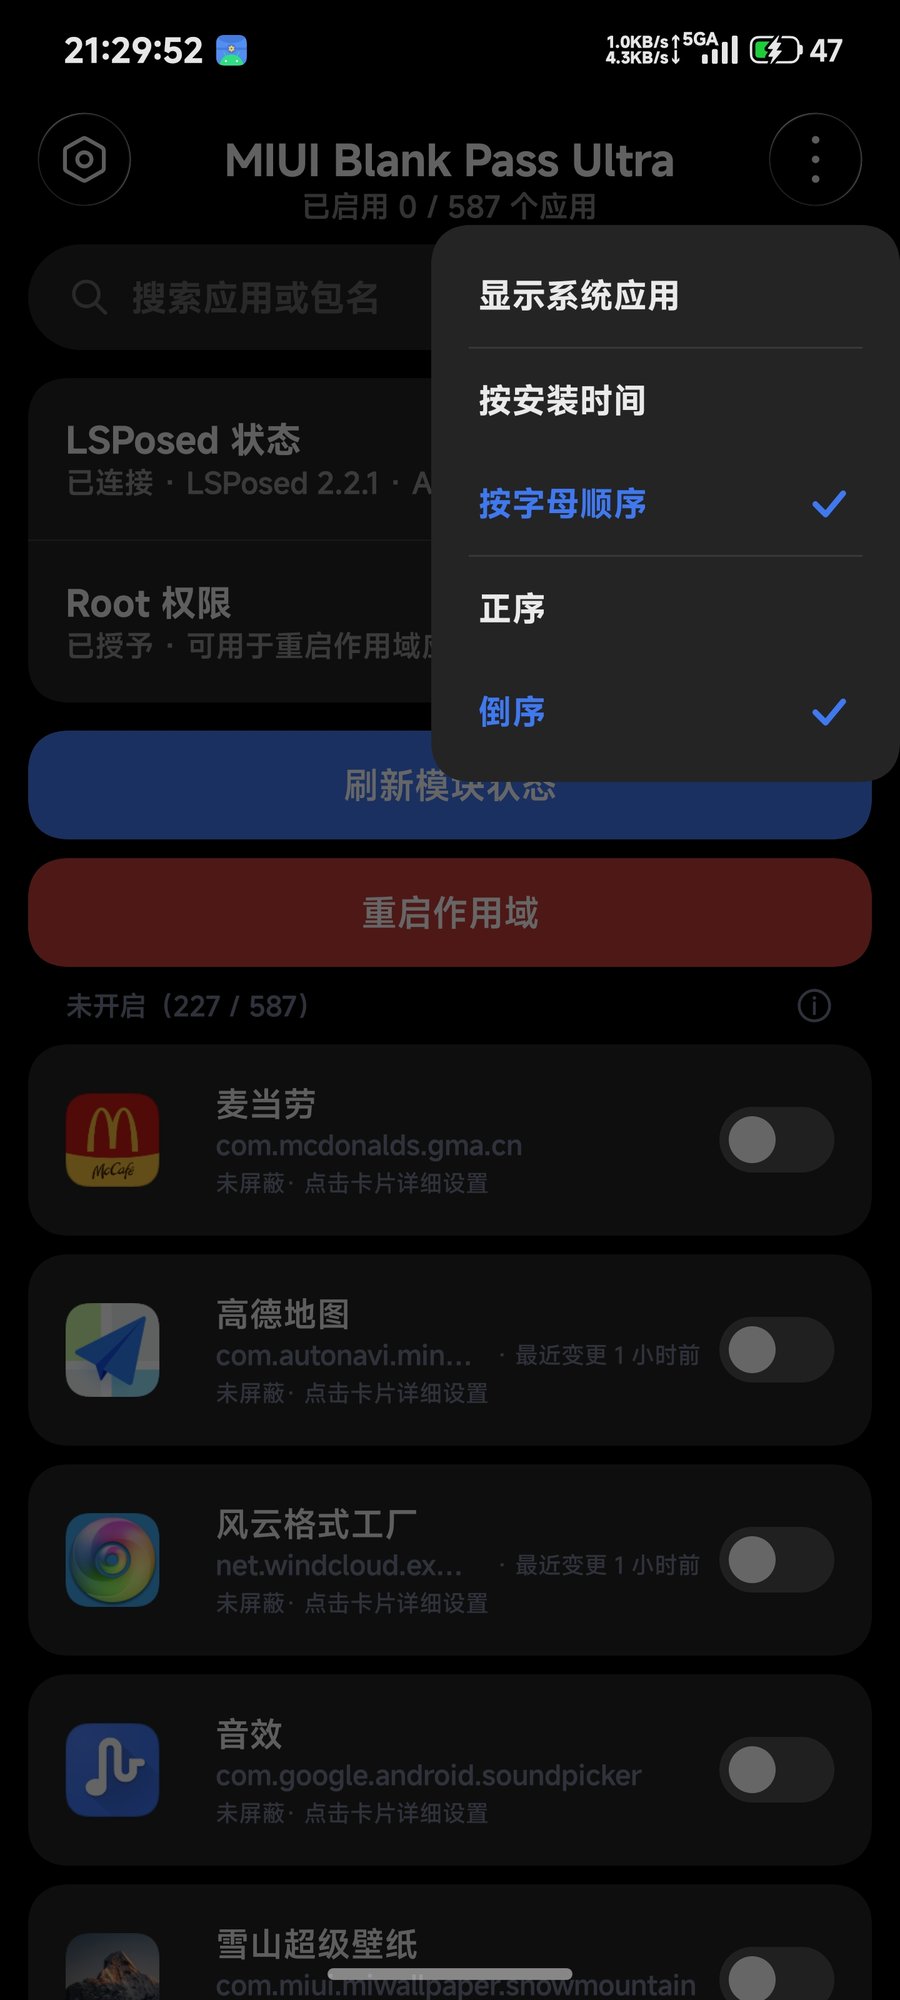 21:29:52
1.0KB/s
4.3KB/s
5GA
47
MIUI Blank Pass Ultra
已启用 0 / 587 个应用
搜索应用或包名
显示系统应用
按安装时间
按字母顺序
正序
倒序
LSPosed 状态
已连接 · LSPosed 2.2.1 · A
Root 权限
已授予 · 可用于重启作用域
刷新模块状态
重启作用域
未开启（227 / 587）
麦当劳
com.mcdonalds.gma.cn
未屏蔽· 点击卡片详细设置
McCafé
高德地图
com.autonavi.min... · 最近变更 1 小时前
未屏蔽· 点击卡片详细设置
风云格式工厂
net.windcloud.ex... · 最近变更 1 小时前
未屏蔽· 点击卡片详细设置
音效
com.google.android.soundpicker
未屏蔽· 点击卡片详细设置
雪山超级壁纸
com.miui.miwallpaper.snowmountain